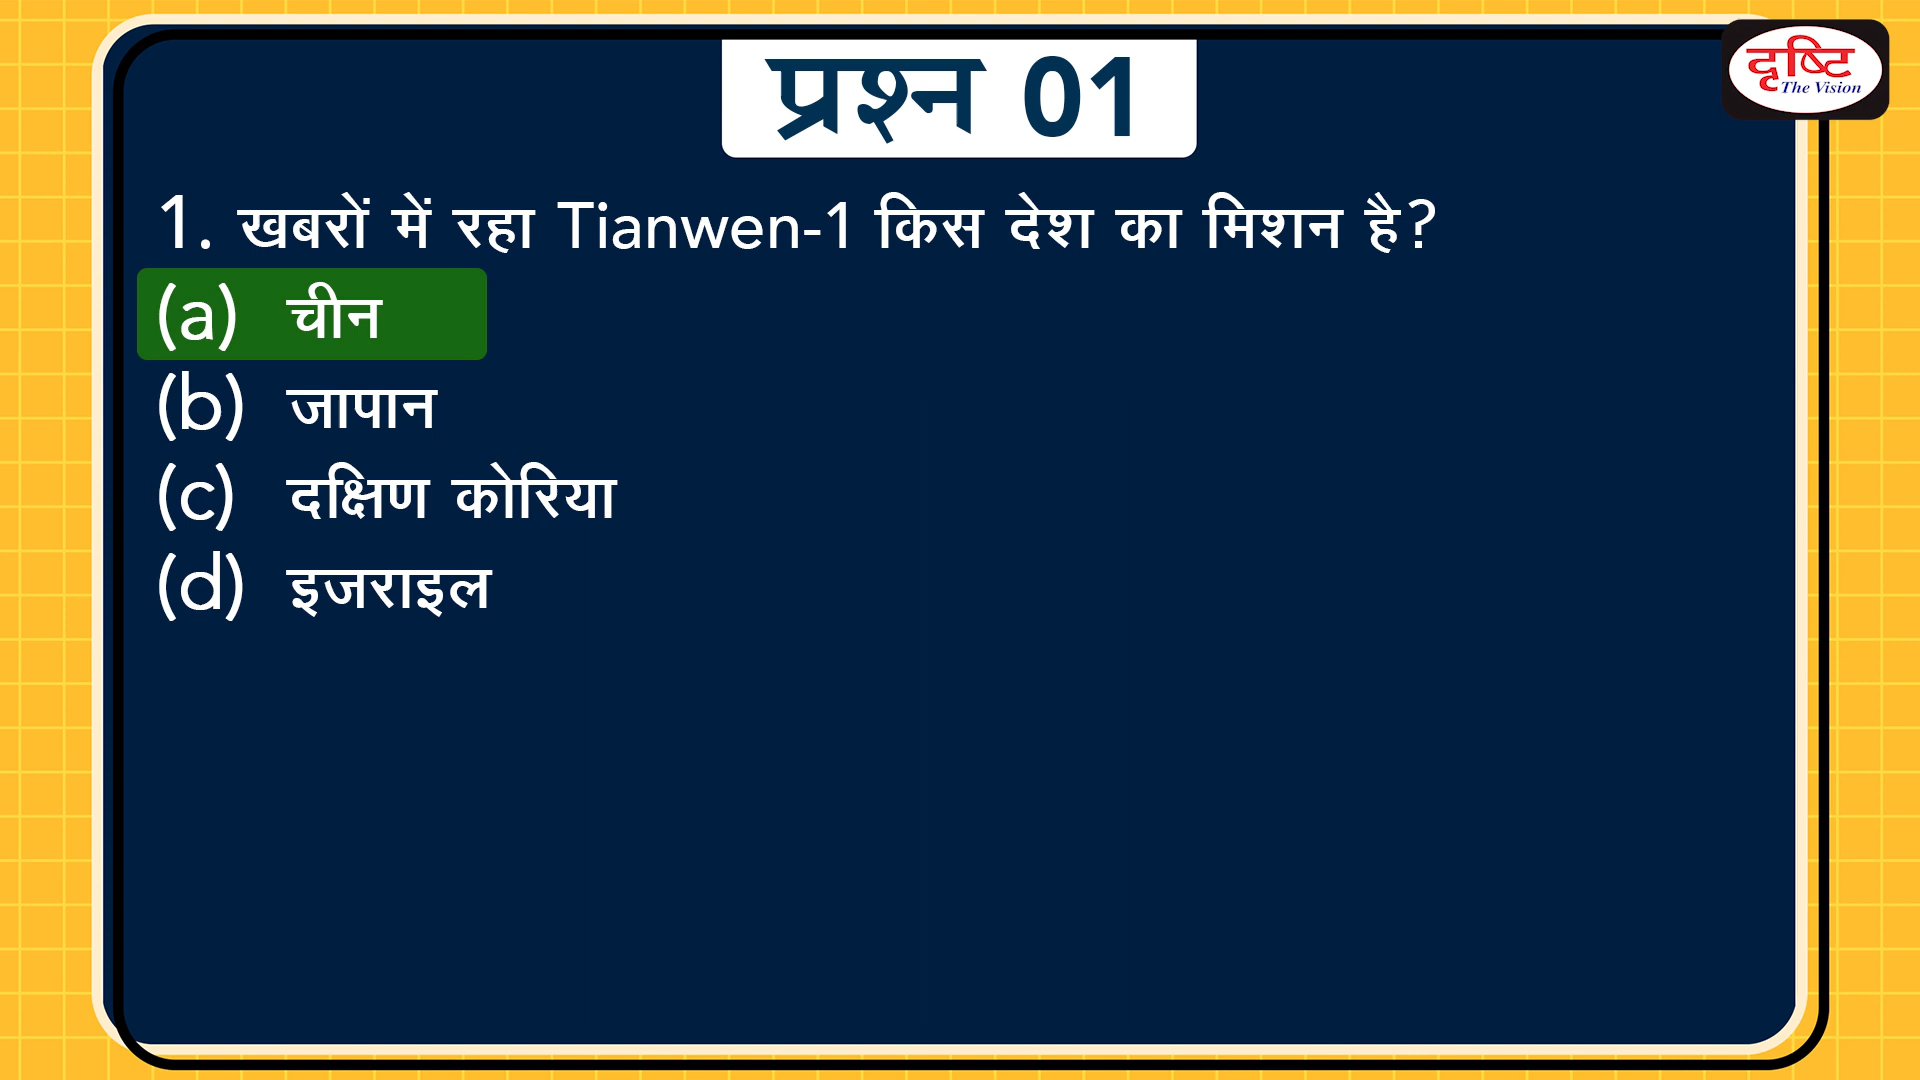 प्रश्न 01
दृष्टि
The Vision
1. खबरों में रहा Tianwen-1 किस देश का मिशन है?
(a) चीन
(b) जापान
(c) दक्षिण कोरिया
(d) इजराइल